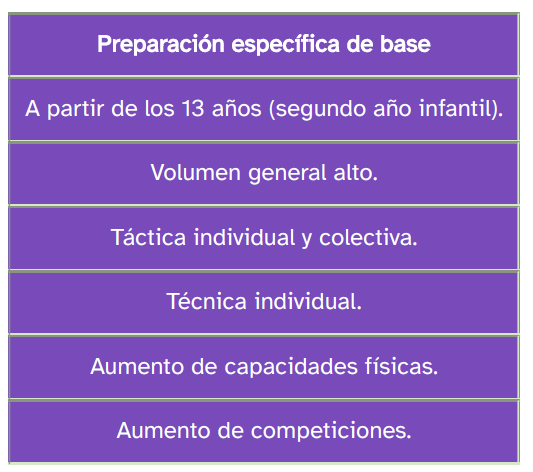 Preparación específica de base
A partir de los 13 años (segundo año infantil).
Volumen general alto.
Táctica individual y colectiva.
Técnica individual.
Aumento de capacidades físicas.
Aumento de competiciones.